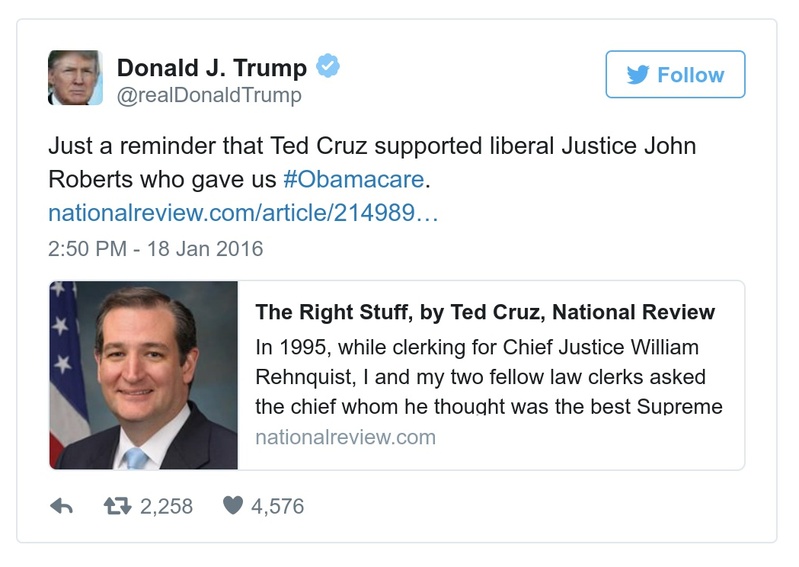 Donald J. Trump
@realDonaldTrump
Follow
Just a reminder that Ted Cruz supported liberal Justice John
Roberts who gave us #Obamacare.
nationalreview.com/article/214989…
2:50 PM - 18 Jan 2016
The Right Stuff, by Ted Cruz, National Review
In 1995, while clerking for Chief Justice William
Rehnquist, I and my two fellow law clerks asked
the chief whom he thought was the best Supreme
nationalreview.com
2,258
4,576